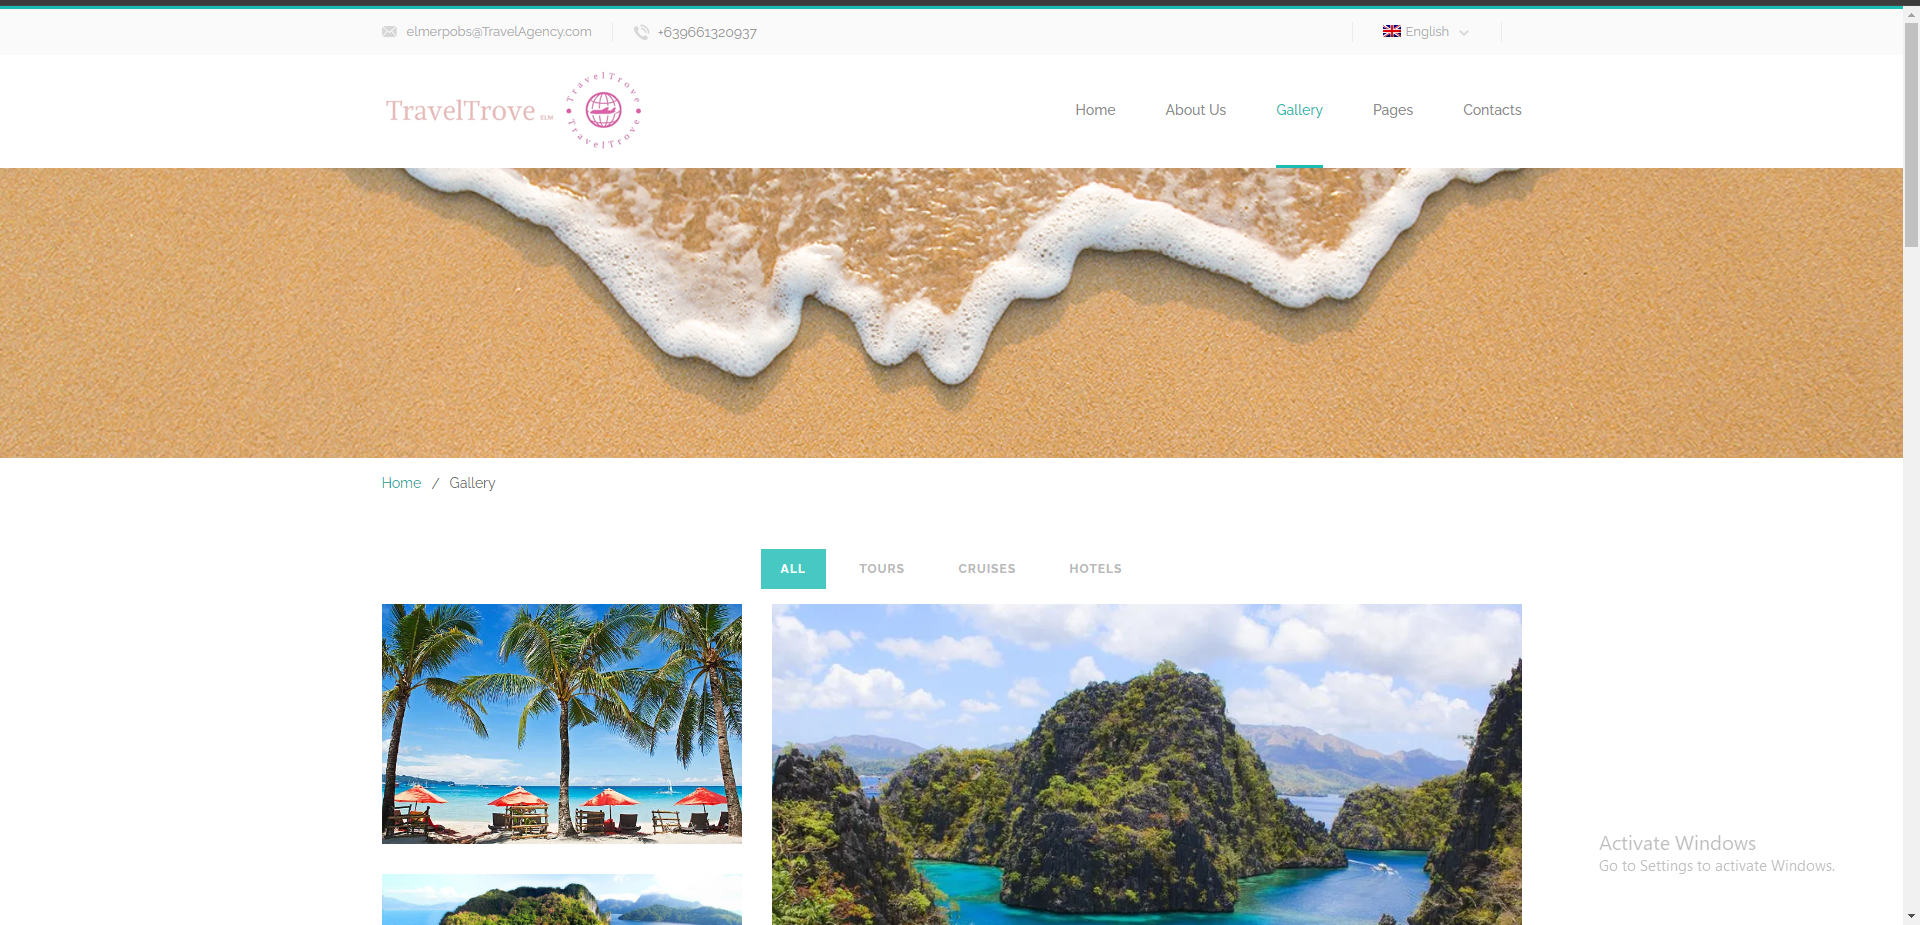 elmerpobs@TravelAgency.com
+639661320937
English
TravelTrove ELM
TravelTrove
TravelTrove
Home
About Us
Gallery
Pages
Contacts
Home / Gallery
ALL
TOURS
CRUISES
HOTELS
Activate Windows
Go to Settings to activate Windows.